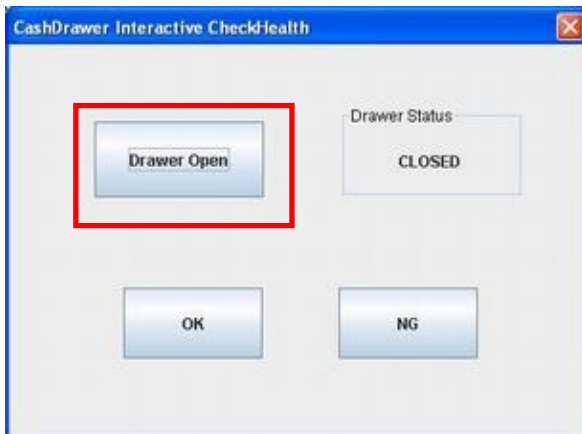 CashDrawer Interactive CheckHealth
Drawer Status
Drawer Open
CLOSED
OK
NG